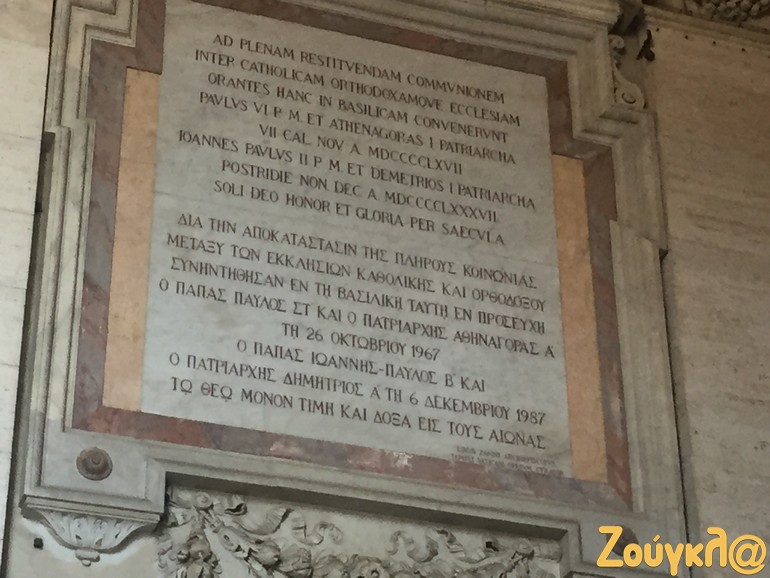 AD PLENAM RESTITVENDAM COMMVNIONEM
INTER CATHOLICAM ORTHODOXAMQVE ECCLESIAM
ORANTES HANC IN BASILICAM CONVENERVNT
PAVLVS VI P. M. ET ATHENAGORAS I PATRIARCHA
VII CAL. NOV A. MDCCCCLXVII
IOANNES PAVLVS II P. M. ET DEMETRIOS I PATRIARCHA
POSTRIDIE NON DEC A. MDCCCCLXXXVII
SOLI DEO HONOR ET GLORIA PER SAECVLA
ΔΙΑ ΤΗΝ ΑΠΟΚΑΤΑΣΤΑΣΙΝ ΤΗΣ ΠΛΗΡΟΥΣ ΚΟΙΝΩΝΙΑΣ
ΜΕΤΑΞΥ ΤΩΝ ΕΚΚΛΗΣΙΩΝ ΚΑΘΟΛΙΚΗΣ ΚΑΙ ΟΡΘΟΔΟΞΟΥ
ΣΥΝΗΝΤΗΘΗΣΑΝ ΕΝ ΤΗ ΒΑΣΙΛΙΚΗ ΤΑΥΤΗ ΕΝ ΠΡΟΣΕΥΧΗ
Ο ΠΑΠΑΣ ΠΑΥΛΟΣ ΣΤ ΚΑΙ Ο ΠΑΤΡΙΑΡΧΗΣ ΑΘΗΝΑΓΟΡΑΣ Α΄
ΤΗ 26 ΟΚΤΩΒΡΙΟΥ 1967
Ο ΠΑΠΑΣ ΙΩΑΝΝΗΣ-ΠΑΥΛΟΣ Β΄ ΚΑΙ
Ο ΠΑΤΡΙΑΡΧΗΣ ΔΗΜΗΤΡΙΟΣ Α΄ ΤΗ 6 ΔΕΚΕΜΒΡΙΟΥ 1987
ΤΩ ΘΕΩ ΜΟΝΟΝ ΤΙΜΗ ΚΑΙ ΔΟΞΑ ΕΙΣ ΤΟΥΣ ΑΙΩΝΑΣ
Ζούγκλ@